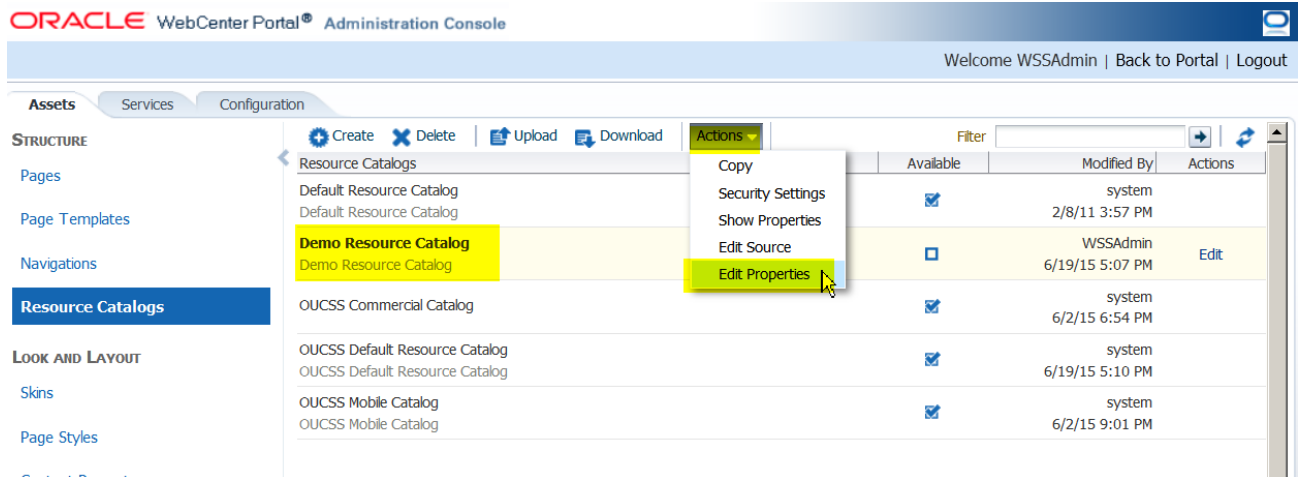 ORACLE WebCenter Portal® Administration Console
Welcome WSSAdmin | Back to Portal | Logout
Assets Services Configuration
STRUCTURE
Pages
Page Templates
Navigations
Resource Catalogs
LOOK AND LAYOUT
Skins
Page Styles
Create Delete Upload Download Actions Filter
Resource Catalogs Available Modified By Actions
Default Resource Catalog system
Default Resource Catalog 2/8/11 3:57 PM
Demo Resource Catalog WSSAdmin
Demo Resource Catalog 6/19/15 5:07 PM Edit
OUCSS Commercial Catalog system
6/2/15 6:54 PM
OUCSS Default Resource Catalog system
OUCSS Default Resource Catalog 6/19/15 5:10 PM
OUCSS Mobile Catalog system
OUCSS Mobile Catalog 6/2/15 9:01 PM
Copy
Security Settings
Show Properties
Edit Source
Edit Properties